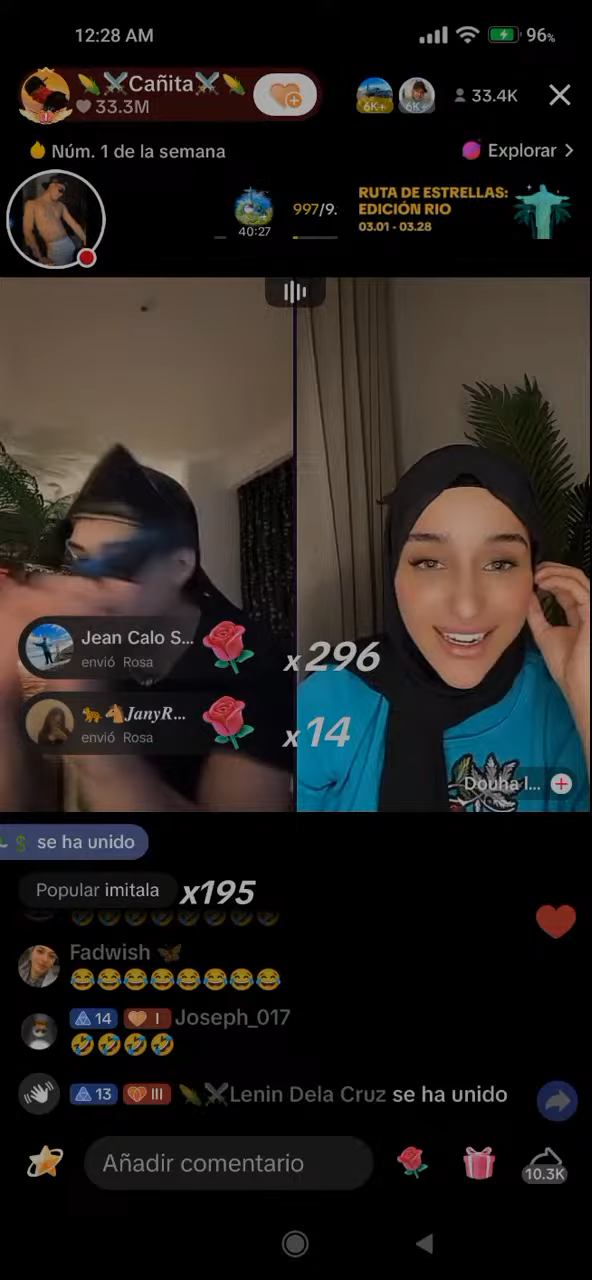 12:28 AM
96%
🌽⚔️Cañita⚔️🌽
33.3M
6K+
6K+
33.4K
Núm. 1 de la semana
Explorar
40:27
997/9.
RUTA DE ESTRELLAS:
EDICIÓN RIO
03.01 - 03.28
Jean Calo S...
envió Rosa
x296
🐆🐴JanyR...
envió Rosa
x14
Douha l...
$ se ha unido
Popular imitala
x195
🤣🤣🤣🤣🤣🤣🤣🤣
Fadwish 🦋
😂😂😂😂😂😂😂😂
14 I Joseph_017
🤣🤣🤣🤣
13 III 🌽⚔️Lenin Dela Cruz se ha unido
Añadir comentario
10.3K